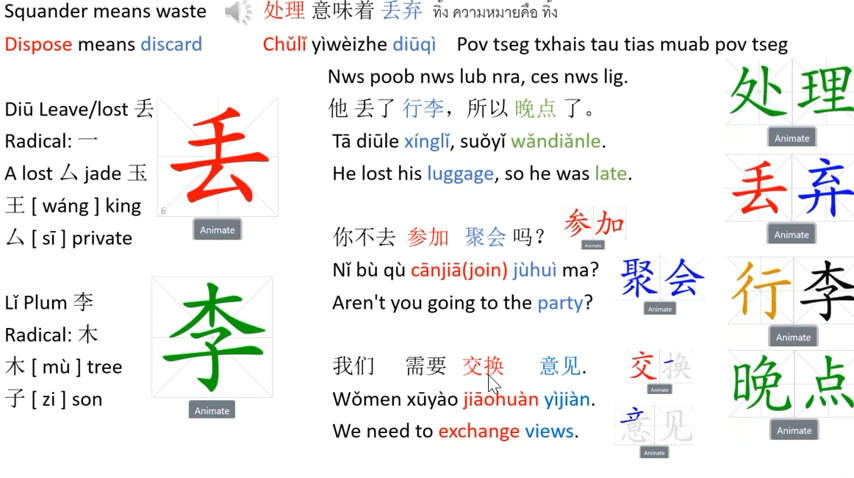 Squander means waste
处理 意味着 丢弃 ทิ้ง ความหมายคือ ทิ้ง
Dispose means discard
Chǔlǐ yìwèizhe diūqì Pov tseg txhais tau tias muab pov tseg
Nws poob nws lub nra, ces nws lig.
Diū Leave/lost 丢
Radical: 一
A lost 厶 jade 玉
王 [ wáng ] king
厶 [ sī ] private
丢
6
Animate
他 丢了 行李，所以 晚点 了。
Tā diūle xínglǐ, suǒyǐ wǎndiǎnle.
He lost his luggage, so he was late.
你不去 参加 聚会 吗？
Nǐ bù qù cānjiā(join) jùhuì ma?
Aren't you going to the party?
参加
Animate
聚会
Animate
Lǐ Plum 李
Radical: 木
木 [ mù ] tree
子 [ zi ] son
李
Animate
我们 需要 交换 意见.
Wǒmen xūyào jiāohuàn yìjiàn.
We need to exchange views.
交换
Animate
意见
Animate
处理
Animate
丢弃
Animate
行李
Animate
晚点
Animate